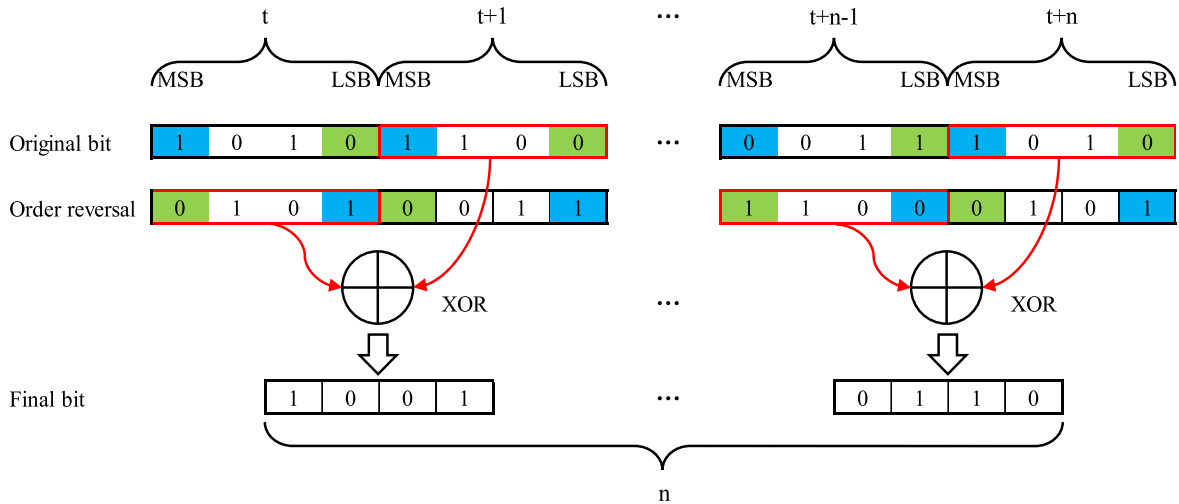 t t+1 ... t+n-1 t+n
MSB LSB MSB LSB MSB LSB MSB LSB
Original bit 1 0 1 0 1 1 0 0 ... 0 0 1 1 1 0 1 0
Order reversal 0 1 0 1 0 0 1 1 1 1 0 0 0 1 0 1
XOR ... XOR
Final bit 1 0 0 1 ... 0 1 1 0
n